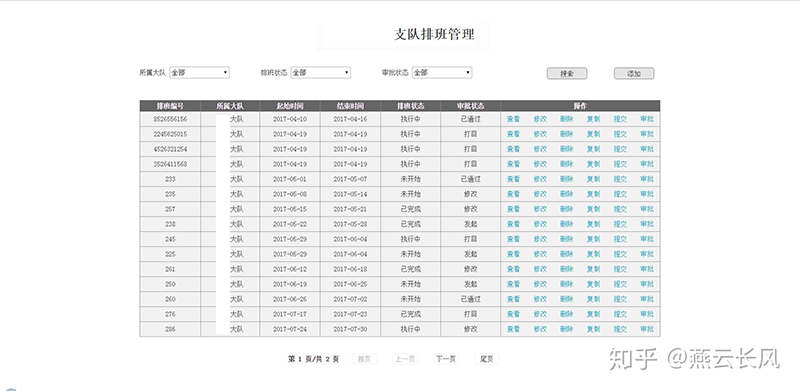 支队排班管理
所属大队 全部 排班状态 全部 审批状态 全部 搜索 添加
排班编号 所属大队 起始时间 结束时间 排班状态 审批状态 操作
8526556156 大队 2017-04-10 2017-04-16 执行中 已通过 查看 修改 删除 复制 提交 审批
2245625015 大队 2017-04-19 2017-04-19 执行中 打回 查看 修改 删除 复制 提交 审批
4526321254 大队 2017-04-19 2017-04-19 执行中 打回 查看 修改 删除 复制 提交 审批
3526411568 大队 2017-04-19 2017-04-19 执行中 打回 查看 修改 删除 复制 提交 审批
233 大队 2017-05-01 2017-05-07 未开始 已通过 查看 修改 删除 复制 提交 审批
235 大队 2017-05-08 2017-05-14 未开始 修改 查看 修改 删除 复制 提交 审批
257 大队 2017-05-15 2017-05-21 已完成 修改 查看 修改 删除 复制 提交 审批
238 大队 2017-05-22 2017-05-28 已完成 发起 查看 修改 删除 复制 提交 审批
245 大队 2017-05-29 2017-06-04 执行中 打回 查看 修改 删除 复制 提交 审批
225 大队 2017-05-29 2017-06-04 未开始 发起 查看 修改 删除 复制 提交 审批
261 大队 2017-06-12 2017-06-18 已完成 修改 查看 修改 删除 复制 提交 审批
250 大队 2017-06-19 2017-06-25 未开始 发起 查看 修改 删除 复制 提交 审批
260 大队 2017-06-26 2017-07-02 未开始 已通过 查看 修改 删除 复制 提交 审批
276 大队 2017-07-17 2017-07-23 已完成 打回 查看 修改 删除 复制 提交 审批
286 大队 2017-07-24 2017-07-30 执行中 修改 查看 修改 删除 复制 提交 审批
第 1 页/共 2 页 首页 上一页 下一页 尾页
知乎 @燕云长风